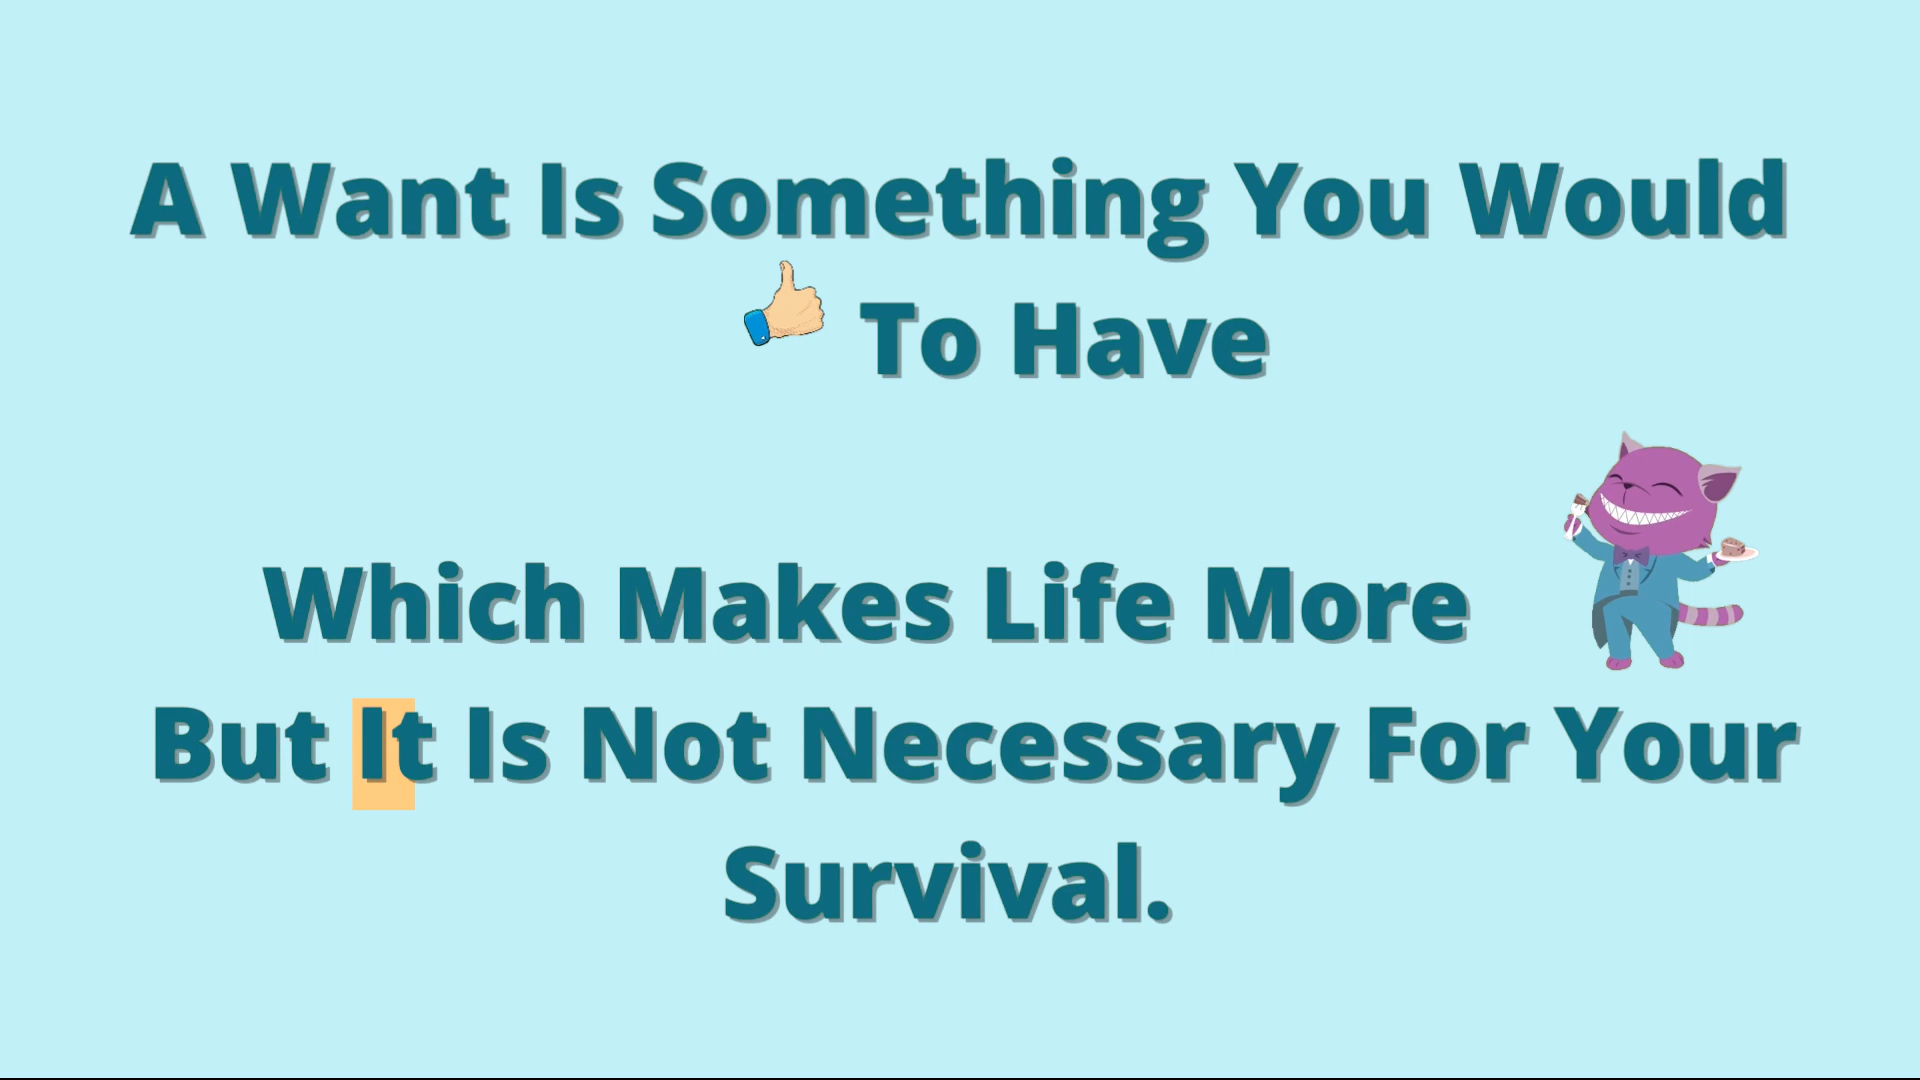 A Want Is Something You Would
To Have
Which Makes Life More
But It Is Not Necessary For Your
Survival.